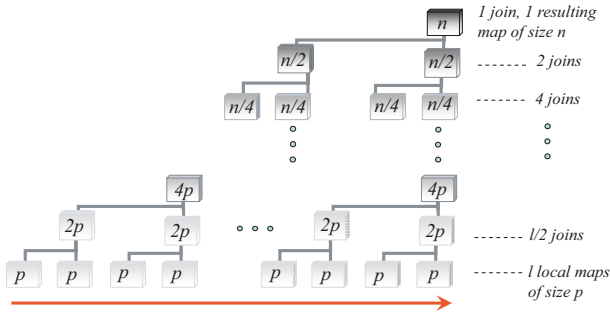 n
1 join, 1 resulting
map of size n
n/2 n/2 2 joins
n/4 n/4 n/4 n/4 4 joins
4p 4p
2p 2p 2p 2p l/2 joins
p p p p p p p p l local maps
of size p